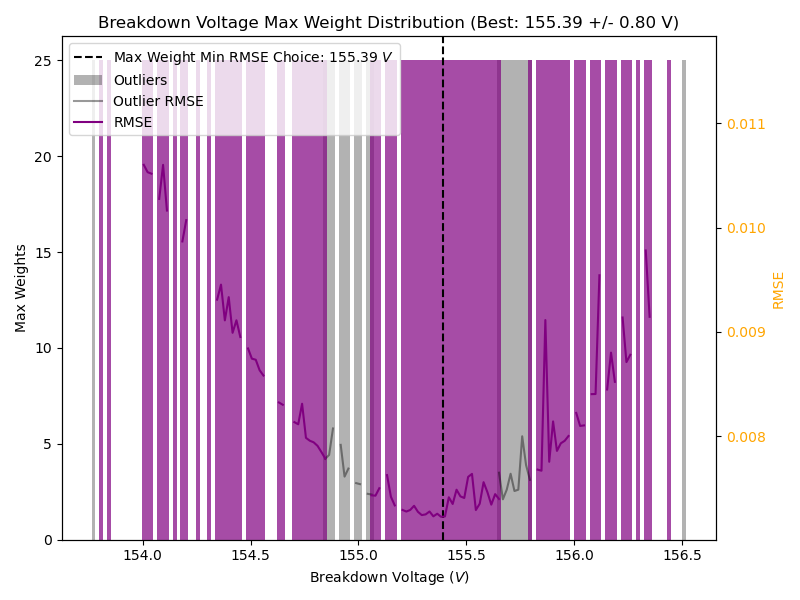 Breakdown Voltage Max Weight Distribution (Best: 155.39 +/- 0.80 V)
Max Weight Min RMSE Choice: 155.39 V
Outliers
Outlier RMSE
RMSE
25
20
15
10
5
0
Max Weights
0.011
0.010
0.009
0.008
RMSE
154.0 154.5 155.0 155.5 156.0 156.5
Breakdown Voltage (V)